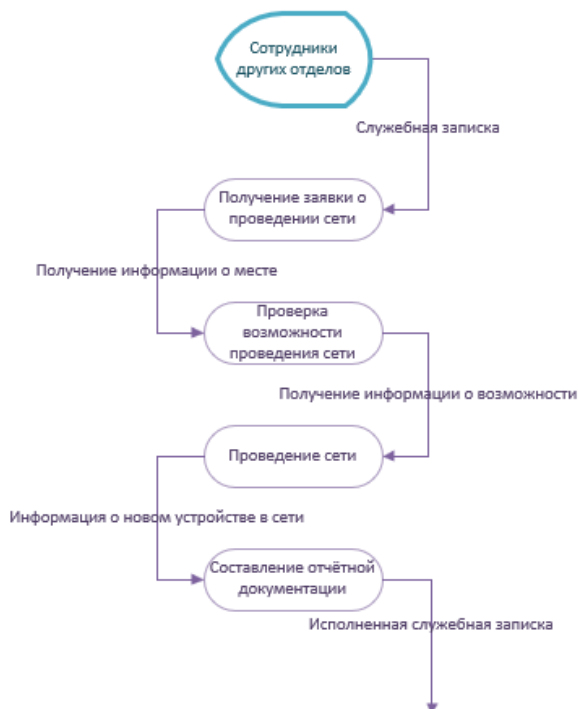 Сотрудники
других отделов
Служебная записка
Получение заявки о
проведении сети
Получение информации о месте
Проверка
возможности
проведения сети
Получение информации о возможности
Проведение сети
Информация о новом устройстве в сети
Составление отчётной
документации
Исполненная служебная записка